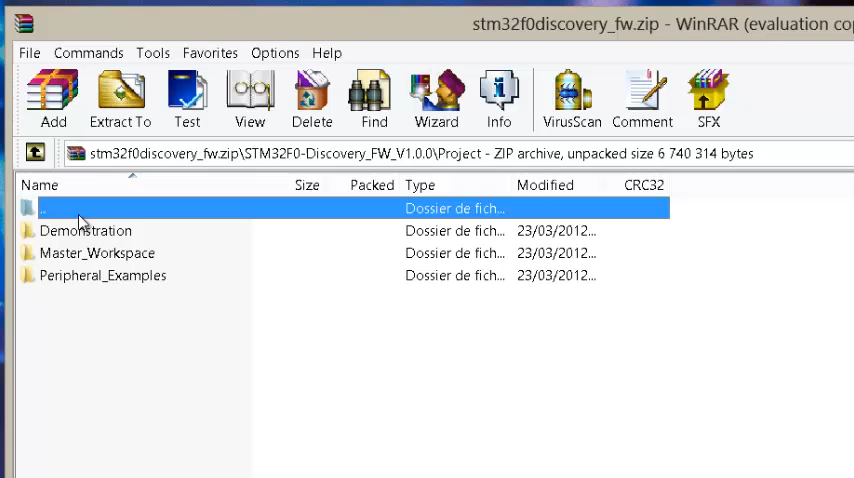 stm32f0discovery_fw.zip - WinRAR (evaluation co
File Commands Tools Favorites Options Help
Add Extract To Test View Delete Find Wizard Info VirusScan Comment SFX
stm32f0discovery_fw.zip\STM32F0-Discovery_FW_V1.0.0\Project - ZIP archive, unpacked size 6 740 314 bytes
Name Size Packed Type Modified CRC32
.. Dossier de fich...
Demonstration Dossier de fich... 23/03/2012...
Master_Workspace Dossier de fich... 23/03/2012...
Peripheral_Examples Dossier de fich... 23/03/2012...